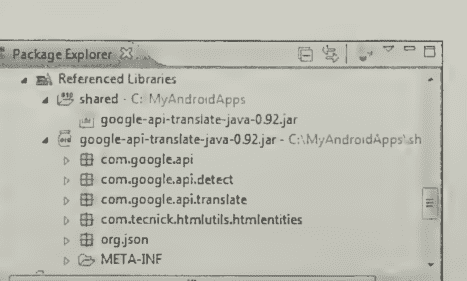 Package Explorer
Referenced Libraries
shared - C: MyAndroidApps
google-api-translate-java-0.92.jar
google-api-translate-java-0.92.jar - C:\MyAndroidApps\sh
com.google.api
com.google.api.detect
com.google.api.translate
com.tecnick.htmlutils.htmlentities
org.json
META-INF